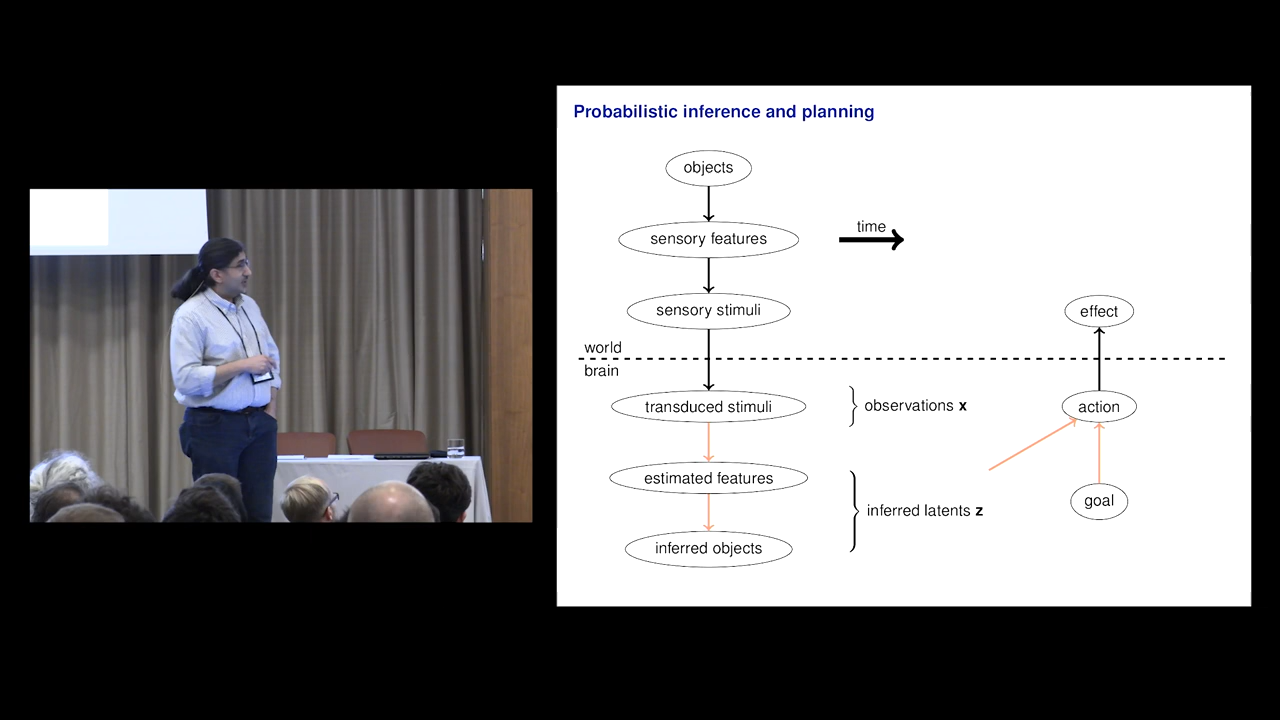 Probabilistic inference and planning
objects
sensory features
time
sensory stimuli
effect
world
brain
transduced stimuli
observations x
action
estimated features
inferred latents z
goal
inferred objects